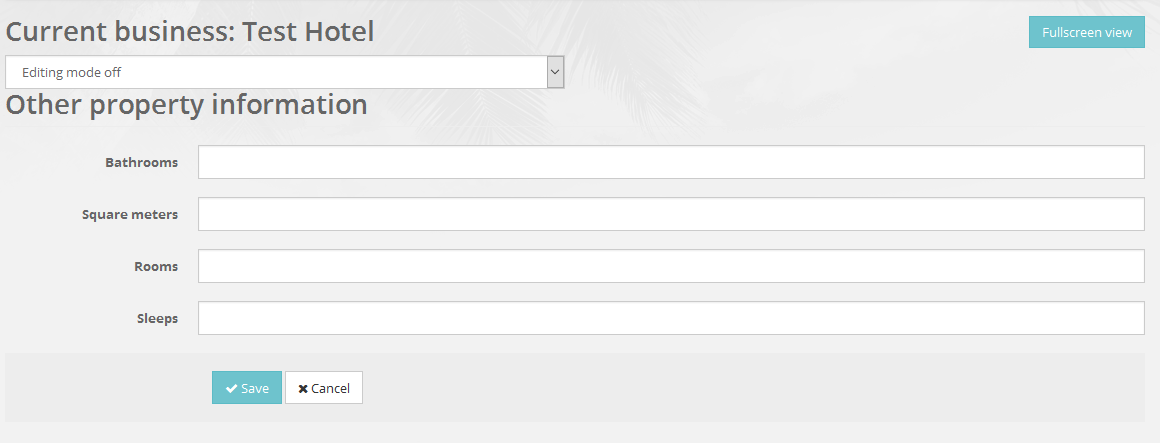 Current business: Test Hotel
Fullscreen view
Editing mode off
Other property information
Bathrooms
Square meters
Rooms
Sleeps
Save Cancel